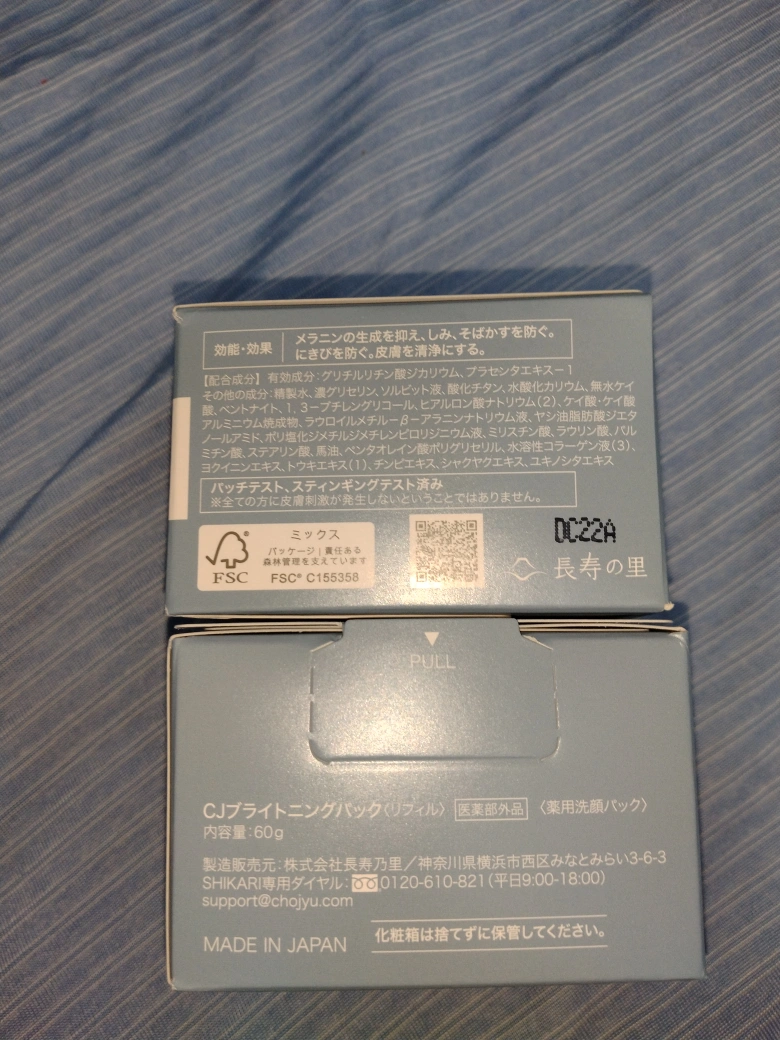 効能・効果
メラニンの生成を抑え、しみ、そばかすを防ぐ。
にきびを防ぐ。皮膚を清浄にする。
【配合成分】有効成分：グリチルリチン酸ジカリウム、プラセンタエキス－1
その他の成分：精製水、濃グリセリン、ソルビット液、酸化チタン、水酸化カリウム、無水ケイ
酸、ベントナイト、1, 3－ブチレングリコール、ヒアルロン酸ナトリウム（2）、ケイ酸・ケイ酸
アルミニウム焼成物、ラウロイルメチル－β－アラニンナトリウム液、ヤシ油脂肪酸ジエタ
ノールアミド、ポリ塩化ジメチルジメチレンピロリジニウム液、ミリスチン酸、ラウリン酸、パル
ミチン酸、ステアリン酸、馬油、ペンタオレイン酸ポリグリセリル、水溶性コラーゲン液（3）、
ヨクイニンエキス、トウキエキス（1）、チンピエキス、シャクヤクエキス、ユキノシタエキス
パッチテスト、スティンギングテスト済み
※全ての方に皮膚刺激が発生しないということではありません。
ミックス
パッケージ｜責任ある
森林管理を支えています
FSC
FSC® C155358
DC22A
長寿の里
PULL
CJブライトニングパック〈リフィル〉 医薬部外品 〈薬用洗顔パック〉
内容量：60g
製造販売元：株式会社長寿乃里／神奈川県横浜市西区みなとみらい3-6-3
SHIKARI専用ダイヤル：0120-610-821（平日9:00-18:00）
support@chojyu.com
MADE IN JAPAN
化粧箱は捨てずに保管してください。